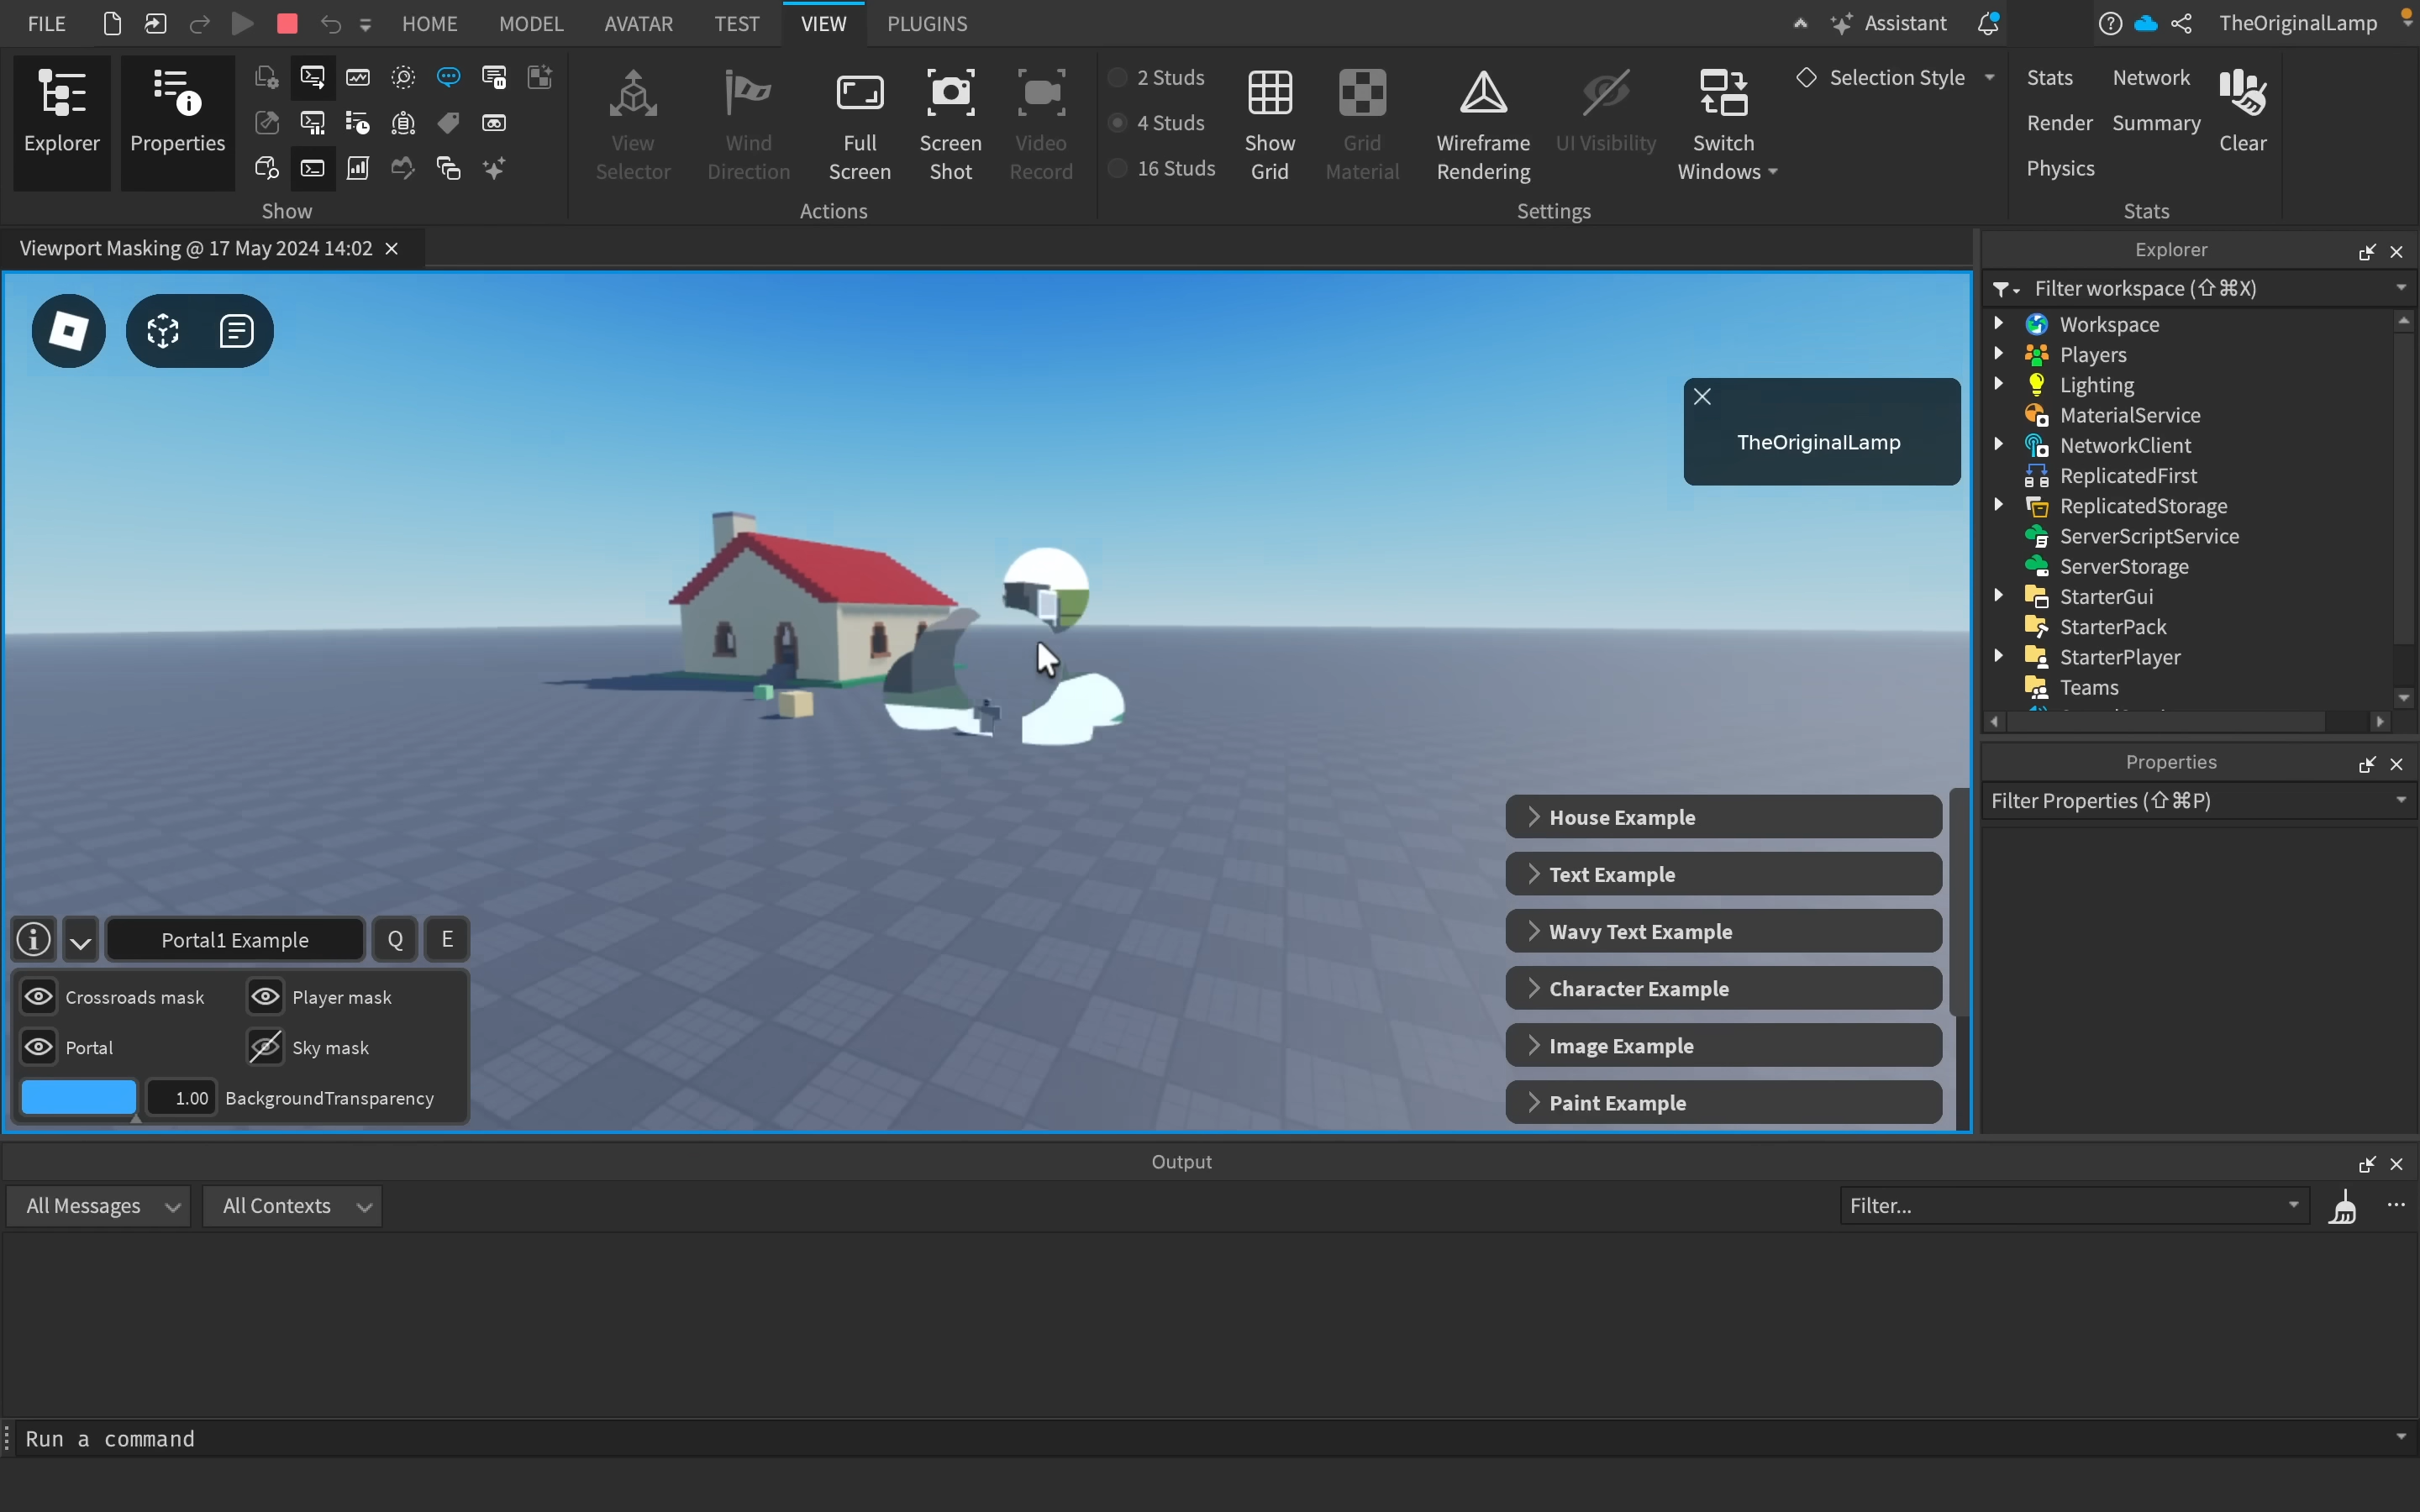 FILE HOME MODEL AVATAR TEST VIEW PLUGINS Assistant TheOriginalLamp
Explorer
Properties
Show
View Selector
Wind Direction
Full Screen
Screen Shot
Video Record
Actions
2 Studs
4 Studs
16 Studs
Show Grid
Grid Material
Wireframe Rendering
UI Visibility
Switch Windows
Selection Style
Settings
Stats Network
Render Summary
Physics
Clear
Stats
Viewport Masking @ 17 May 2024 14:02
TheOriginalLamp
House Example
Text Example
Wavy Text Example
Character Example
Image Example
Paint Example
Portal1 Example Q E
Crossroads mask Player mask
Portal Sky mask
1.00 BackgroundTransparency
Explorer
Filter workspace (⇧⌘X)
Workspace
Players
Lighting
MaterialService
NetworkClient
ReplicatedFirst
ReplicatedStorage
ServerScriptService
ServerStorage
StarterGui
StarterPack
StarterPlayer
Teams
Properties
Filter Properties (⇧⌘P)
Output
All Messages All Contexts Filter...
Run a command